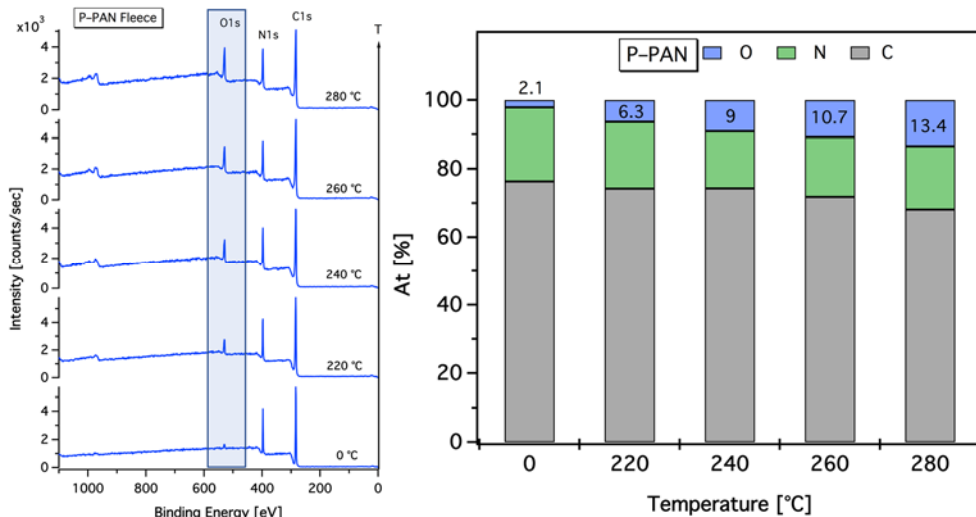 P-PAN Fleece
O1s
N1s
C1s
T
x10³
4
2
0
280 °C
4
2
0
260 °C
4
2
0
240 °C
4
2
0
220 °C
4
2
0
0 °C
1000 800 600 400 200 0
Binding Energy [eV]
Intensity [counts/sec]
P-PAN O N C
100
80
60
40
20
0
2.1
6.3
9
10.7
13.4
0 220 240 260 280
Temperature [°C]
At [%]